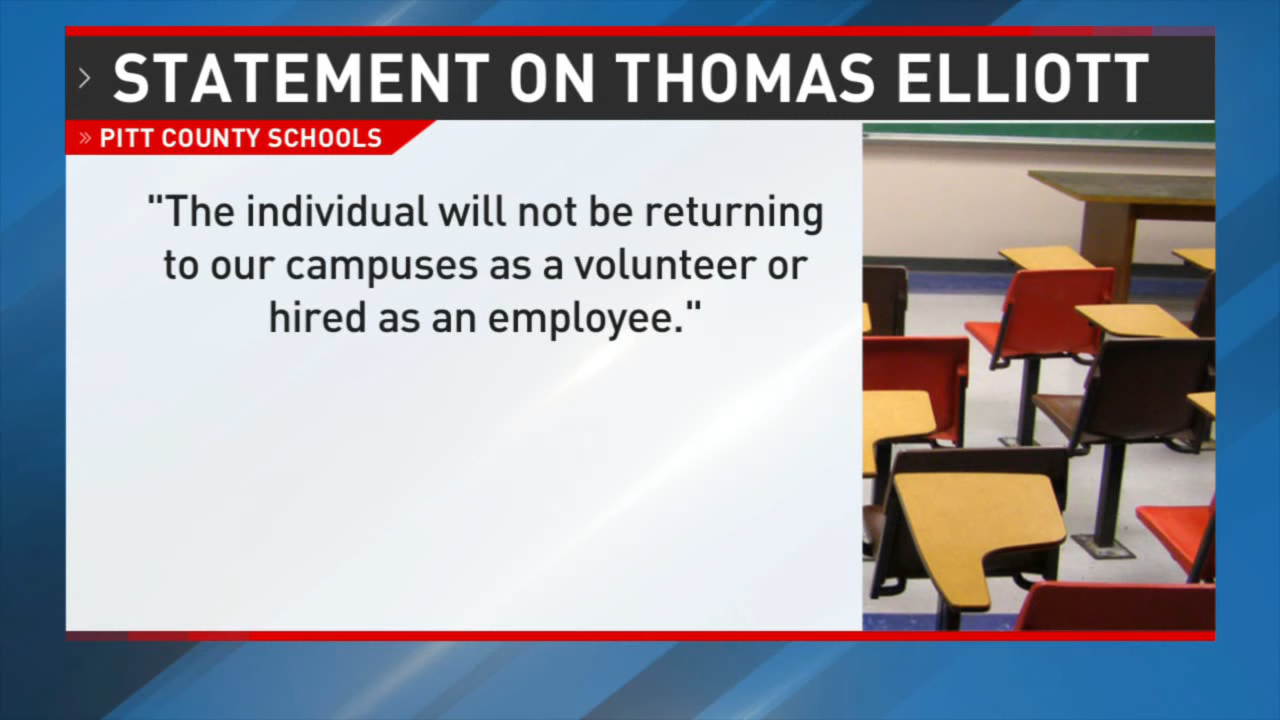 STATEMENT ON THOMAS ELLIOTT
PITT COUNTY SCHOOLS
"The individual will not be returning
to our campuses as a volunteer or
hired as an employee."